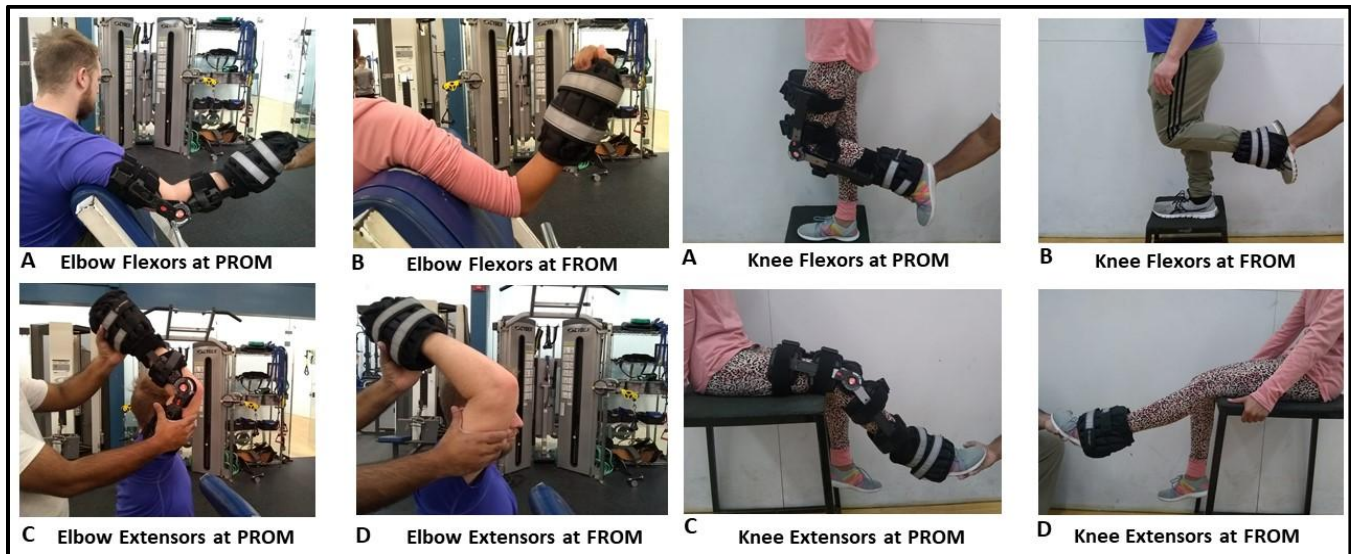 A Elbow Flexors at PROM
B Elbow Flexors at FROM
A Knee Flexors at PROM
B Knee Flexors at FROM
C Elbow Extensors at PROM
D Elbow Extensors at FROM
C Knee Extensors at PROM
D Knee Extensors at FROM